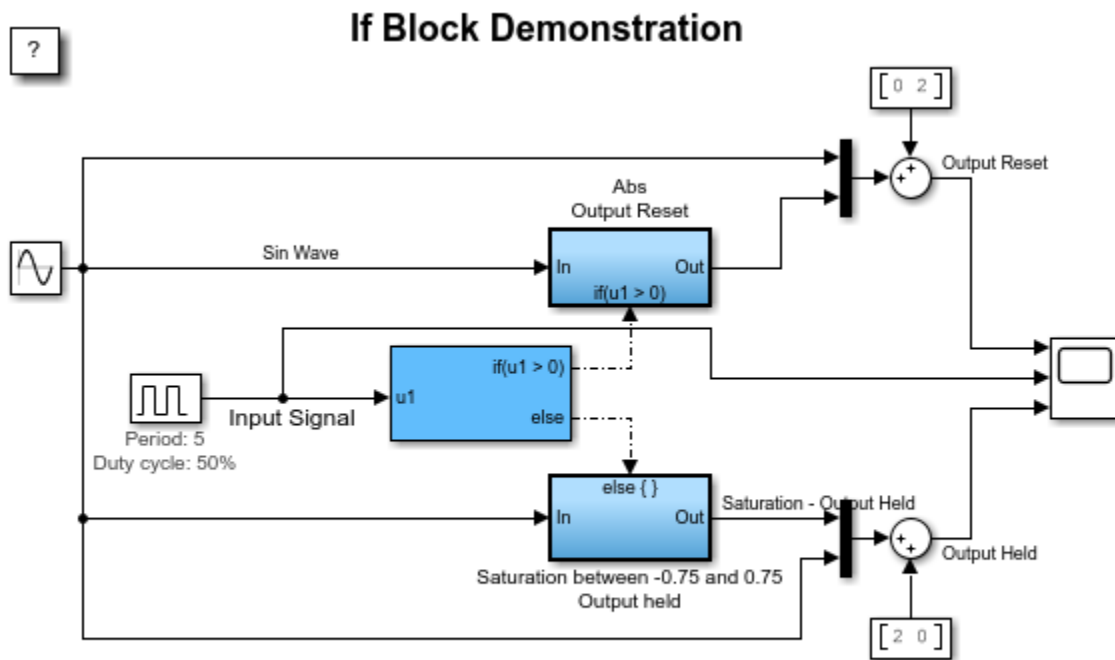 If Block Demonstration
?
[ 0 2 ]
Output Reset
Abs
Output Reset
Sin Wave
In
Out
if(u1 > 0)
if(u1 > 0)
u1
else
Input Signal
Period: 5
Duty cycle: 50%
else { }
In
Out
Saturation - Output Held
Output Held
Saturation between -0.75 and 0.75
Output held
[ 2 0 ]